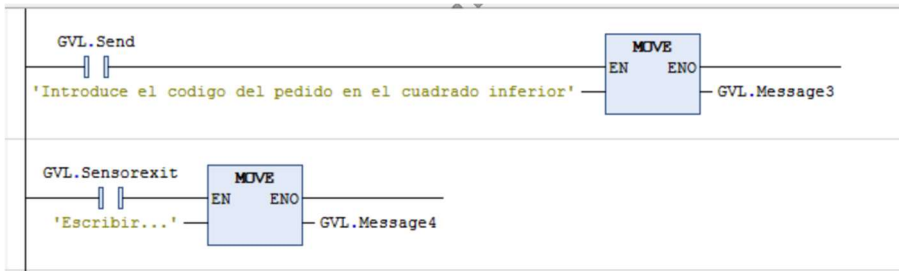 GVL.Send
MOVE
EN ENO
'Introduce el codigo del pedido en el cuadrado inferior'
GVL.Message3
GVL.Sensorexit
MOVE
EN ENO
'Escribir...'
GVL.Message4